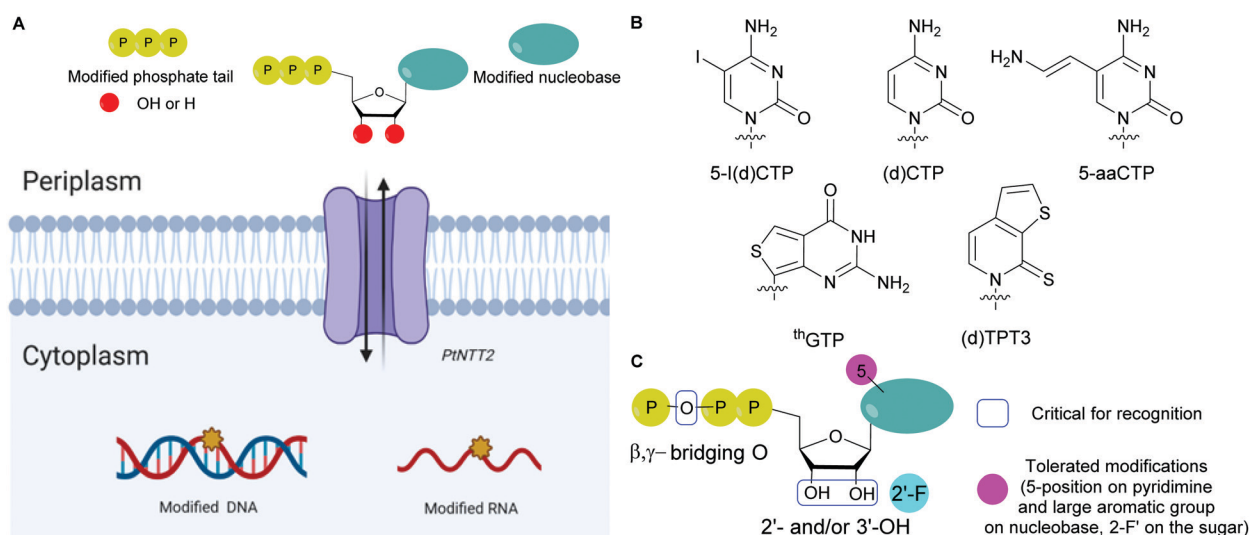 A
P P P
Modified phosphate tail
OH or H
P P P
O
Modified nucleobase
Periplasm
Cytoplasm
PtNTT2
Modified DNA
Modified RNA
B
NH2
I
N
N
O
5-I(d)CTP
NH2
N
N
O
(d)CTP
NH2
H2N
N
N
O
5-aaCTP
O
S
NH
N
NH2
thGTP
S
N
S
(d)TPT3
C
P O P P
β,γ– bridging O
5
O
OH OH
2'-F
2'- and/or 3'-OH
Critical for recognition
Tolerated modifications
(5-position on pyridimine
and large aromatic group
on nucleobase, 2-F' on the sugar)